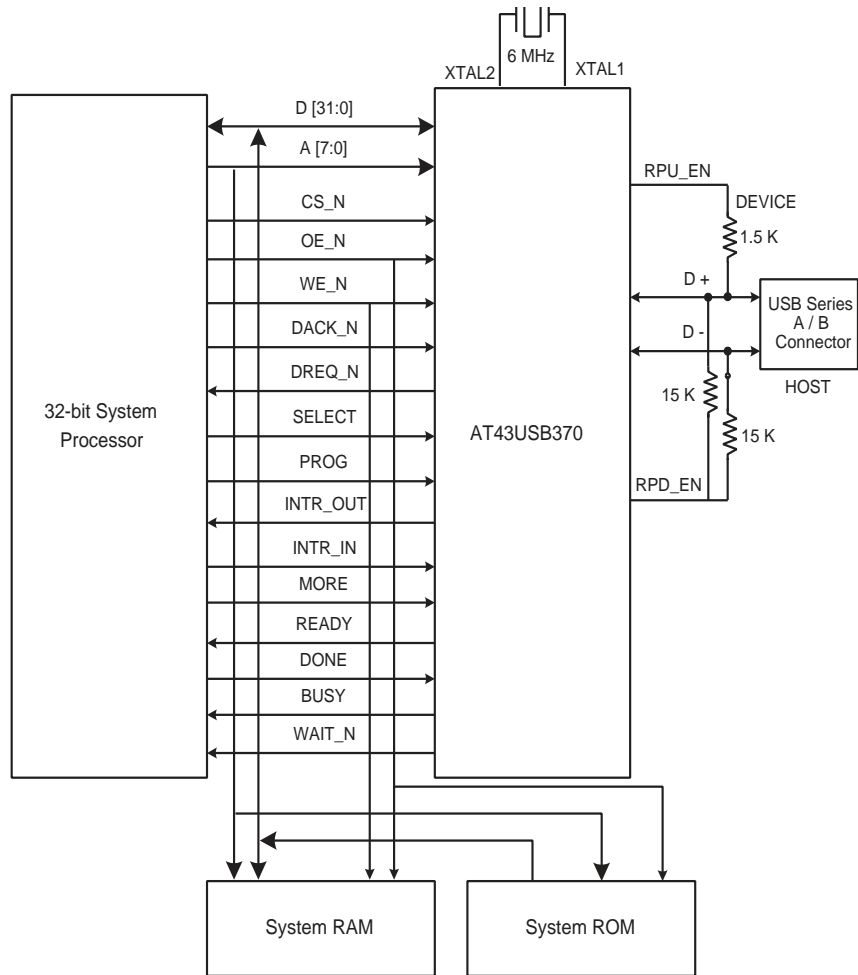 6 MHz
XTAL2
XTAL1
D [31:0]
A [7:0]
CS_N
OE_N
WE_N
DACK_N
DREQ_N
SELECT
PROG
INTR_OUT
INTR_IN
MORE
READY
DONE
BUSY
WAIT_N
32-bit System
Processor
AT43USB370
RPU_EN
DEVICE
1.5 K
D +
D -
USB Series
A / B
Connector
HOST
15 K
15 K
RPD_EN
System RAM
System ROM